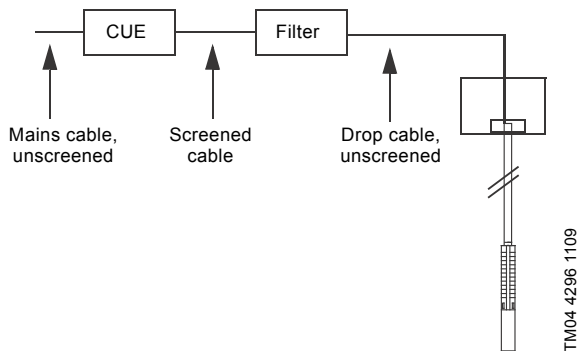 CUE
Filter
Mains cable,
unscreened
Screened
cable
Drop cable,
unscreened
TM04 4296 1109